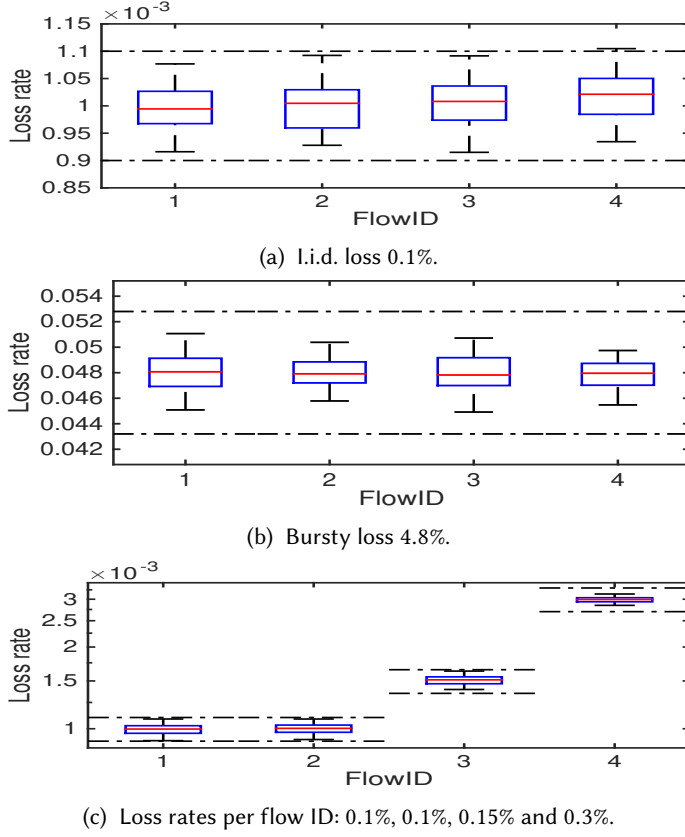 × 10⁻³
1.15
1.1
1.05
1
0.95
0.9
0.85
Loss rate
1 2 3 4
FlowID
(a) I.i.d. loss 0.1%.
0.054
0.052
0.05
0.048
0.046
0.044
0.042
Loss rate
1 2 3 4
FlowID
(b) Bursty loss 4.8%.
× 10⁻³
3
2.5
2
1.5
1
Loss rate
1 2 3 4
FlowID
(c) Loss rates per flow ID: 0.1%, 0.1%, 0.15% and 0.3%.